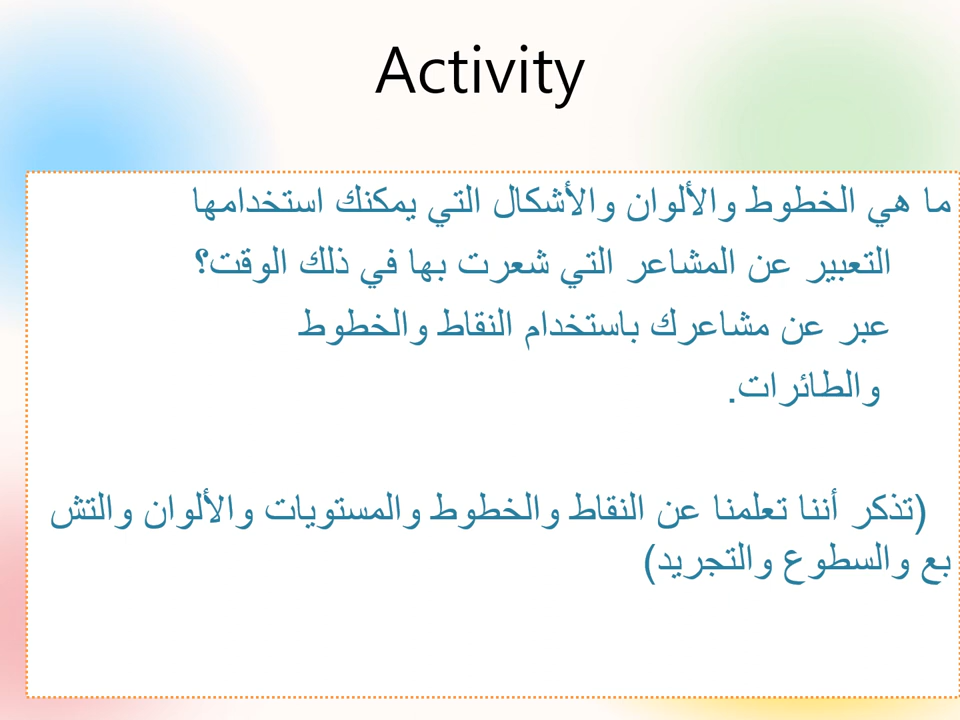 Activity
ما هي الخطوط والألوان والأشكال التي يمكنك استخدامها
التعبير عن المشاعر التي شعرت بها في ذلك الوقت؟
عبر عن مشاعرك باستخدام النقاط والخطوط
والطائرات.
(تذكر أننا تعلمنا عن النقاط والخطوط والمستويات والألوان والتش
بع والسطوع والتجريد)